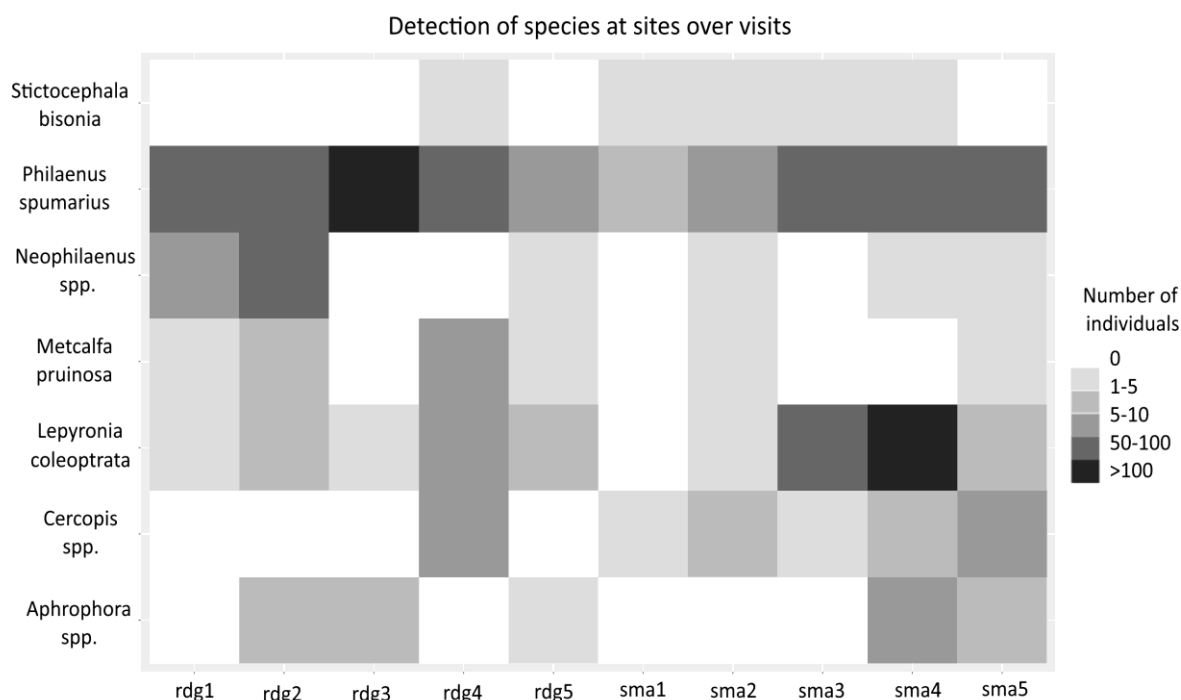 Detection of species at sites over visits
Stictocephala
bisonia
Philaenus
spumarius
Neophilaenus
spp.
Metcalfa
pruinosa
Lepyronia
coleoptrata
Cercopis
spp.
Aphrophora
spp.
Number of
individuals
0
1-5
5-10
50-100
>100
rdg1 rdg2 rdg3 rdg4 rdg5 sma1 sma2 sma3 sma4 sma5